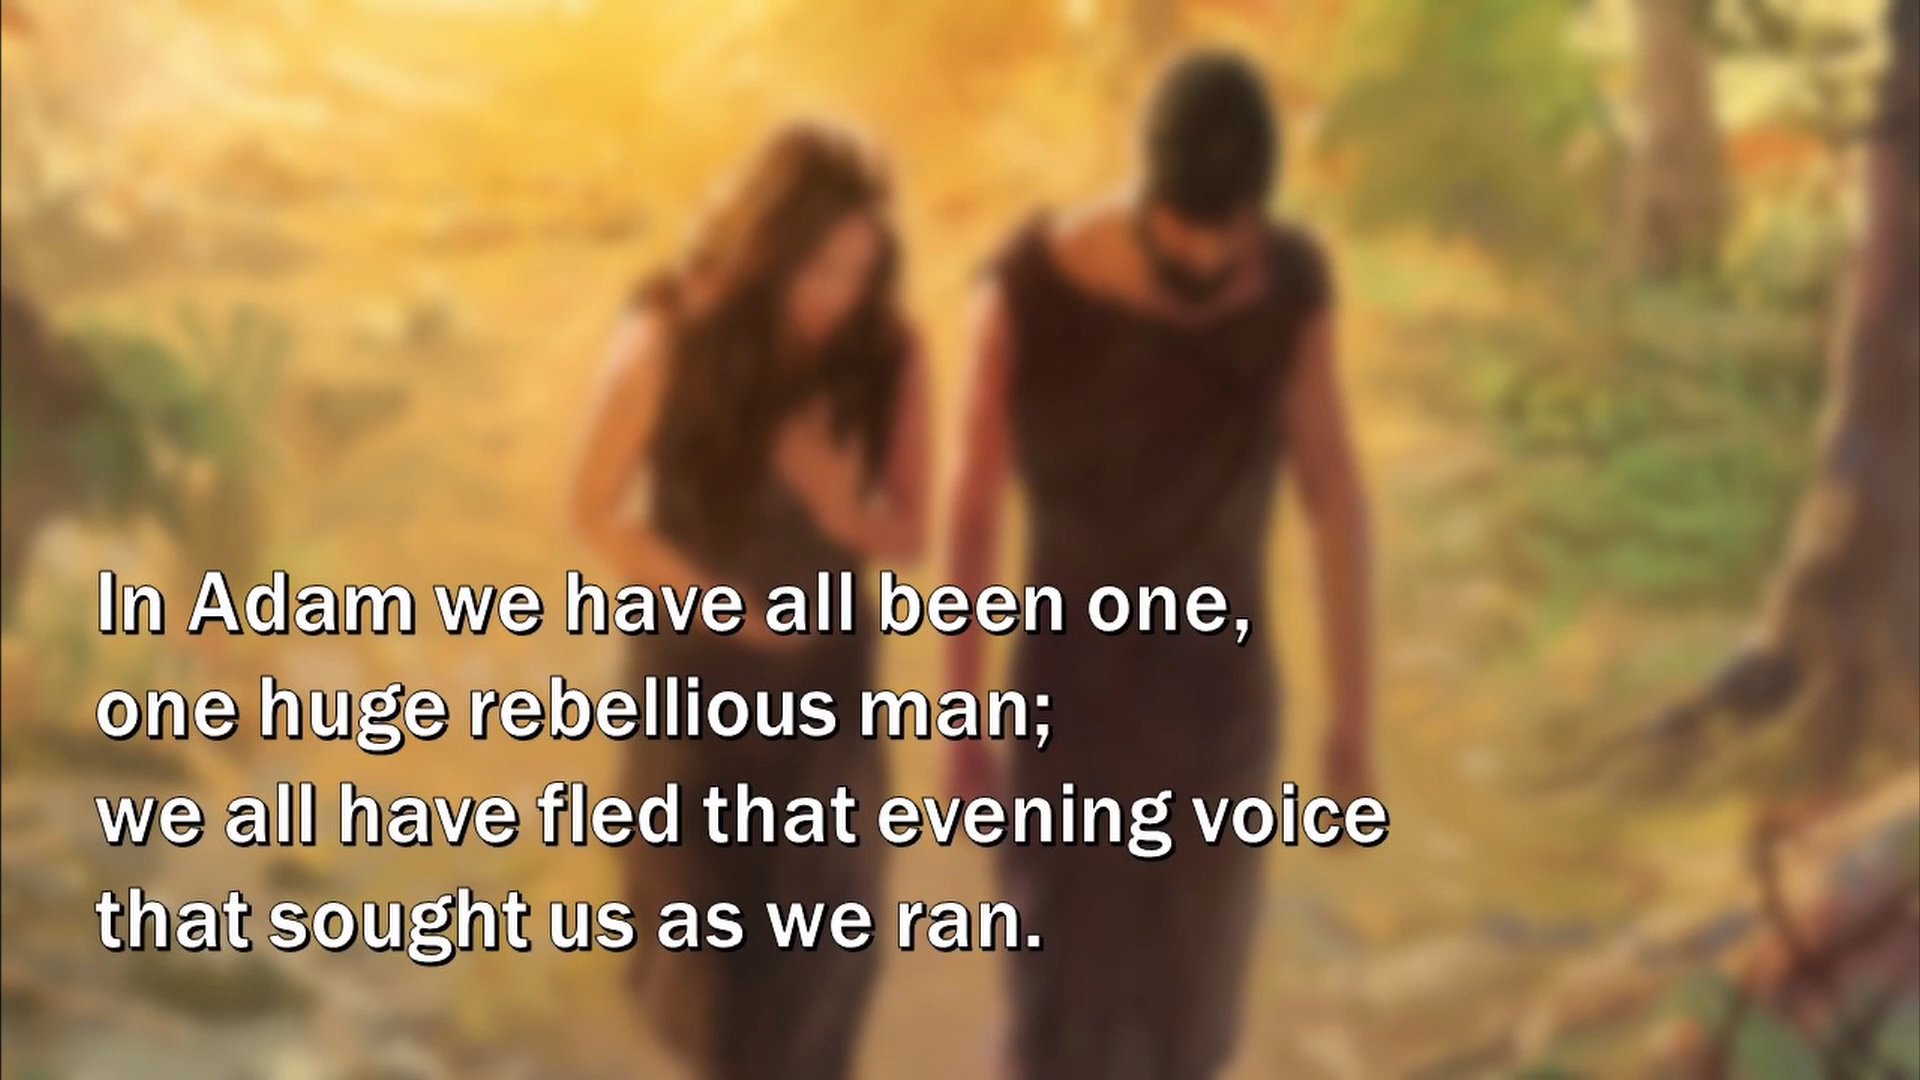 In Adam we have all been one,
one huge rebellious man;
we all have fled that evening voice
that sought us as we ran.